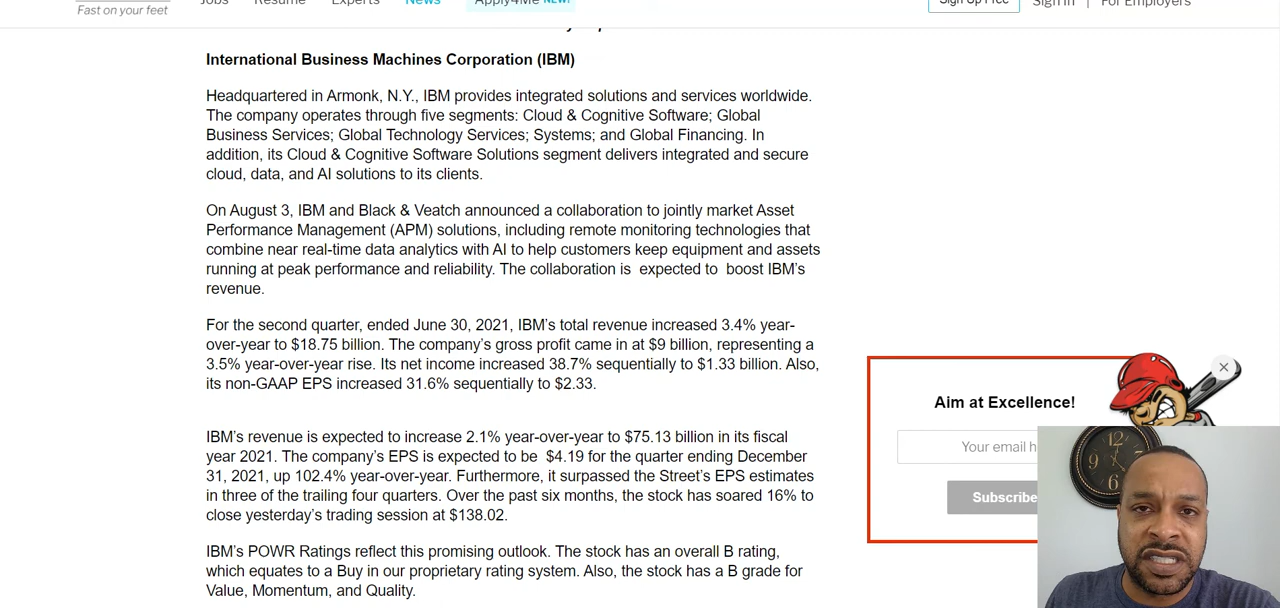 Fast on your feet
Jobs Resume Experts News Apply4Me NEW!
Sign Up Free Sign In | For Employers
International Business Machines Corporation (IBM)
Headquartered in Armonk, N.Y., IBM provides integrated solutions and services worldwide.
The company operates through five segments: Cloud & Cognitive Software; Global
Business Services; Global Technology Services; Systems; and Global Financing. In
addition, its Cloud & Cognitive Software Solutions segment delivers integrated and secure
cloud, data, and AI solutions to its clients.
On August 3, IBM and Black & Veatch announced a collaboration to jointly market Asset
Performance Management (APM) solutions, including remote monitoring technologies that
combine near real-time data analytics with AI to help customers keep equipment and assets
running at peak performance and reliability. The collaboration is expected to boost IBM's
revenue.
For the second quarter, ended June 30, 2021, IBM's total revenue increased 3.4% year-
over-year to $18.75 billion. The company's gross profit came in at $9 billion, representing a
3.5% year-over-year rise. Its net income increased 38.7% sequentially to $1.33 billion. Also,
its non-GAAP EPS increased 31.6% sequentially to $2.33.
IBM's revenue is expected to increase 2.1% year-over-year to $75.13 billion in its fiscal
year 2021. The company's EPS is expected to be $4.19 for the quarter ending December
31, 2021, up 102.4% year-over-year. Furthermore, it surpassed the Street's EPS estimates
in three of the trailing four quarters. Over the past six months, the stock has soared 16% to
close yesterday's trading session at $138.02.
IBM's POWR Ratings reflect this promising outlook. The stock has an overall B rating,
which equates to a Buy in our proprietary rating system. Also, the stock has a B grade for
Value, Momentum, and Quality.
Aim at Excellence!
Your email h
Subscribe
12
9
6